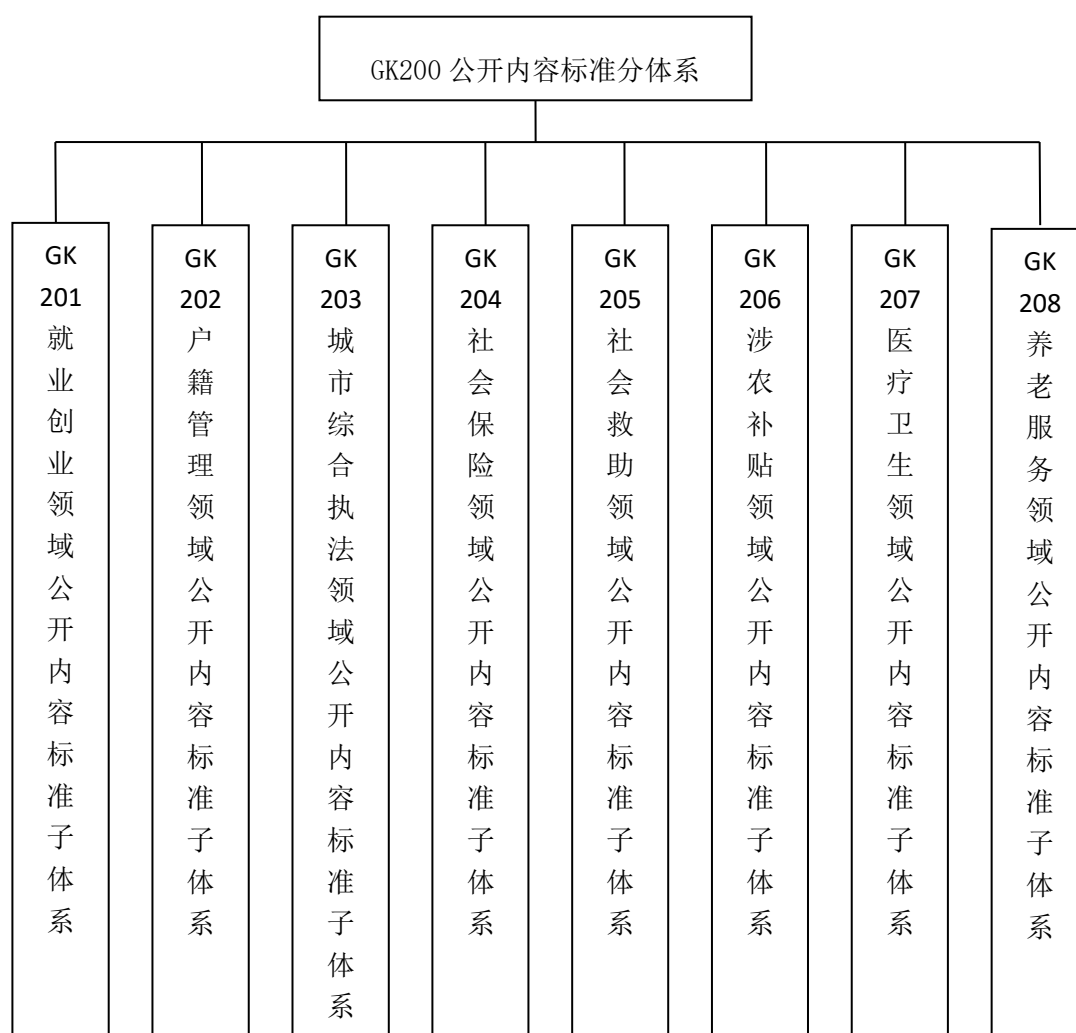 GK200 公开内容标准分体系
GK
201
就业创业领域公开内容标准子体系
GK
202
户籍管理领域公开内容标准子体系
GK
203
城市综合执法领域公开内容标准子体系
GK
204
社会保险领域公开内容标准子体系
GK
205
社会救助领域公开内容标准子体系
GK
206
涉农补贴领域公开内容标准子体系
GK
207
医疗卫生领域公开内容标准子体系
GK
208
养老服务领域公开内容标准子体系